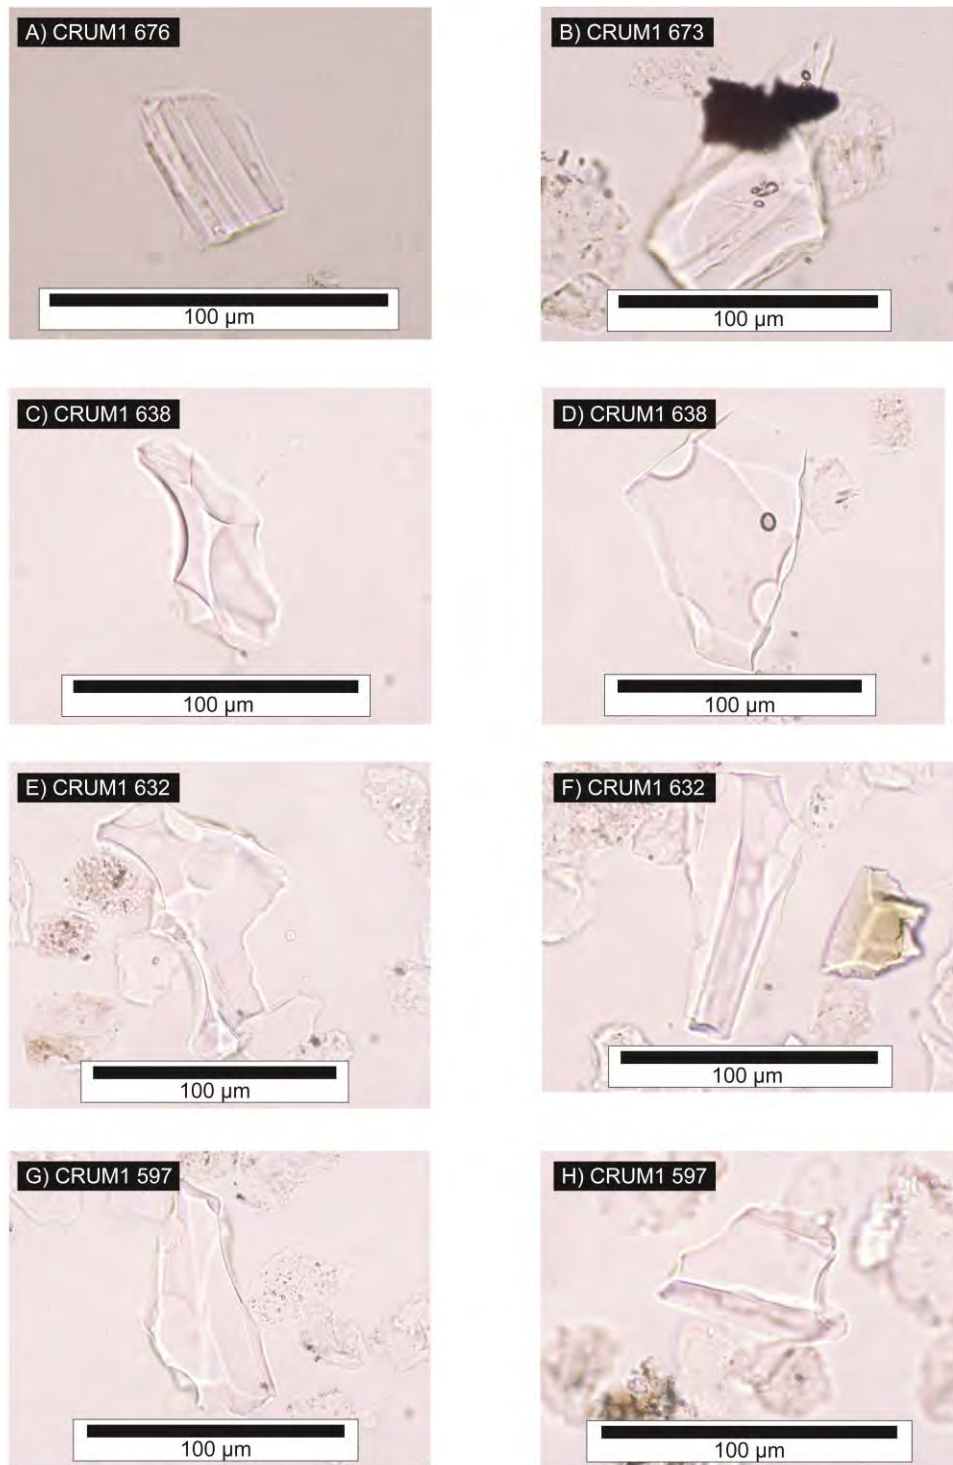 A) CRUM1 676
B) CRUM1 673
100 µm
100 µm
C) CRUM1 638
D) CRUM1 638
100 µm
100 µm
E) CRUM1 632
F) CRUM1 632
100 µm
100 µm
G) CRUM1 597
H) CRUM1 597
100 µm
100 µm